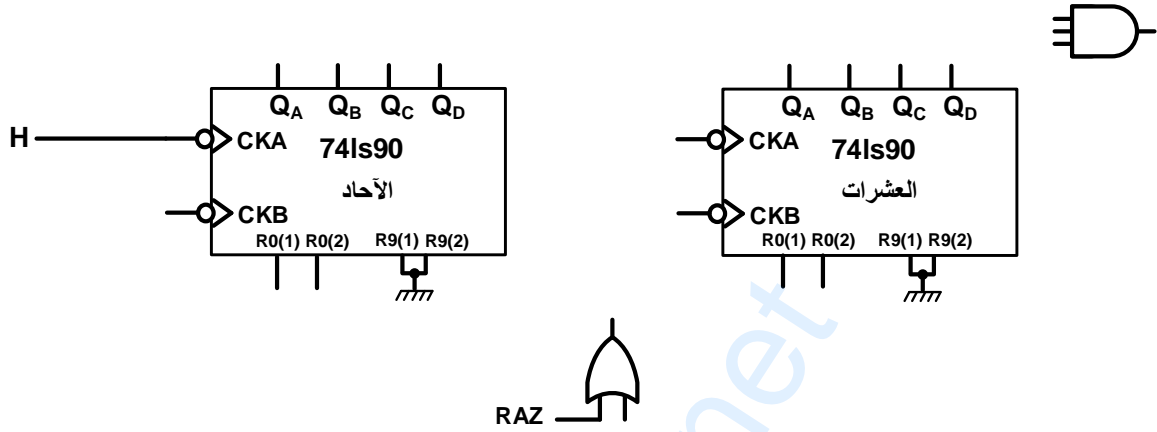 QA QB QC QD
H CKA 74ls90
الآحاد
CKB
R0(1) R0(2) R9(1) R9(2)
QA QB QC QD
CKA 74ls90
العشرات
CKB
R0(1) R0(2) R9(1) R9(2)
RAZ
net